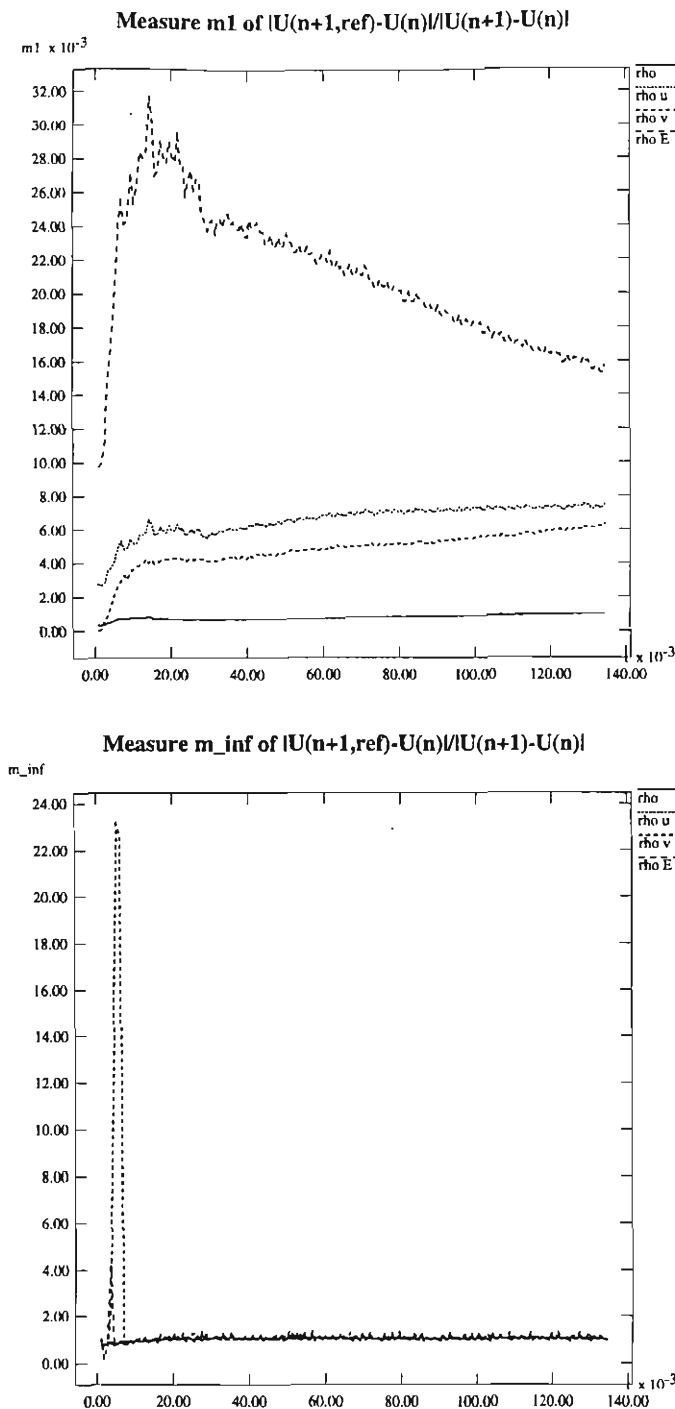 Measure m1 of |U(n+1,ref)-U(n)|/|U(n+1)-U(n)|
m1 x 10-3
rho
rho u
rho v
rho E
32.00
30.00
28.00
26.00
24.00
22.00
20.00
18.00
16.00
14.00
12.00
10.00
8.00
6.00
4.00
2.00
0.00
0.00 20.00 40.00 60.00 80.00 100.00 120.00 140.00
x 10-3
Measure m_inf of |U(n+1,ref)-U(n)|/|U(n+1)-U(n)|
m_inf
rho
rho u
rho v
rho E
24.00
22.00
20.00
18.00
16.00
14.00
12.00
10.00
8.00
6.00
4.00
2.00
0.00
0.00 20.00 40.00 60.00 80.00 100.00 120.00 140.00
x 10-3